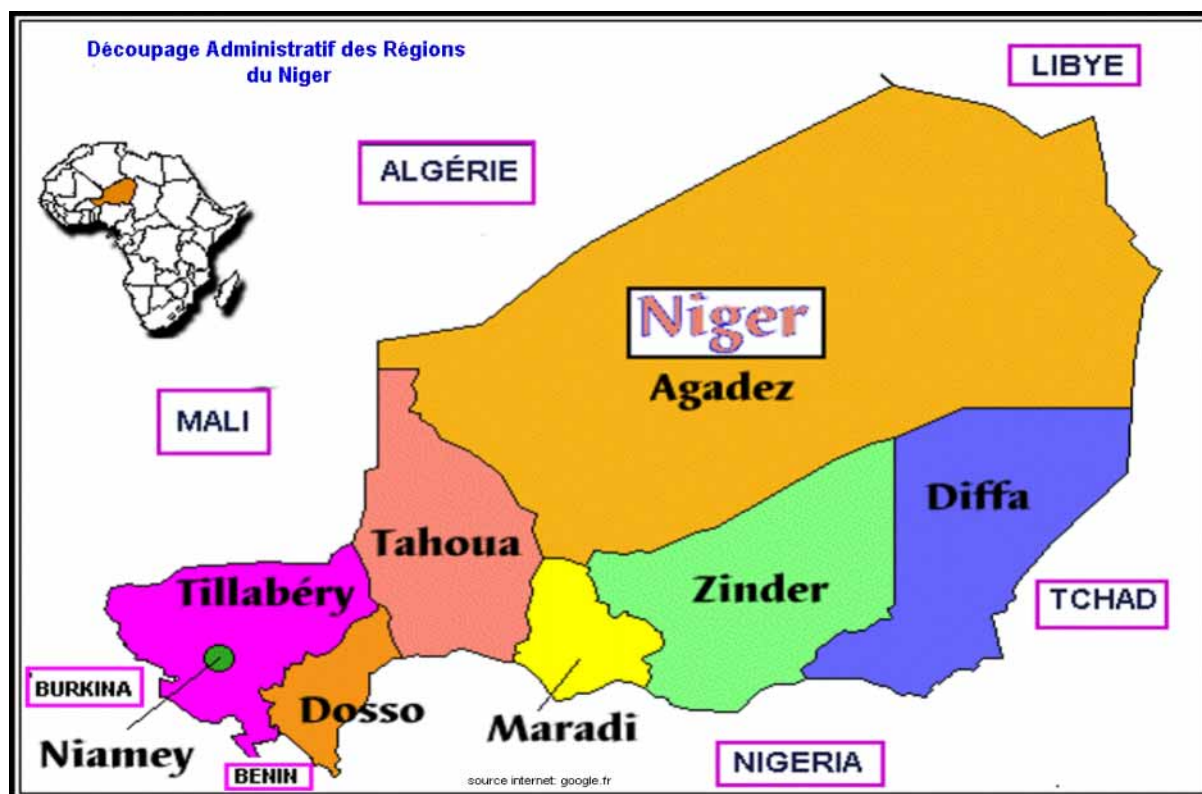 Découpage Administratif des Régions
du Niger
LIBYE
ALGÉRIE
Niger
Agadez
MALI
Diffa
Tahoua
Zinder
Tillabéry
TCHAD
BURKINA
Dosso
Maradi
Niamey
NIGERIA
BENIN
source internet: google.fr